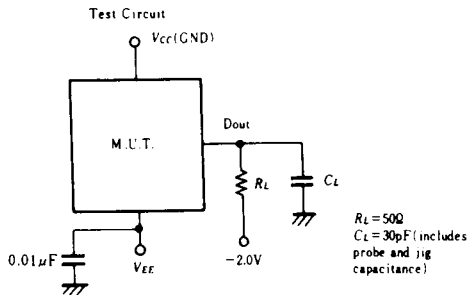 Test Circuit
Vcc(GND)
M.U.T.
Dout
RL
CL
0.01μF
VEE
−2.0V
RL=50Ω
CL=30pF(includes
probe and jig
capacitance)